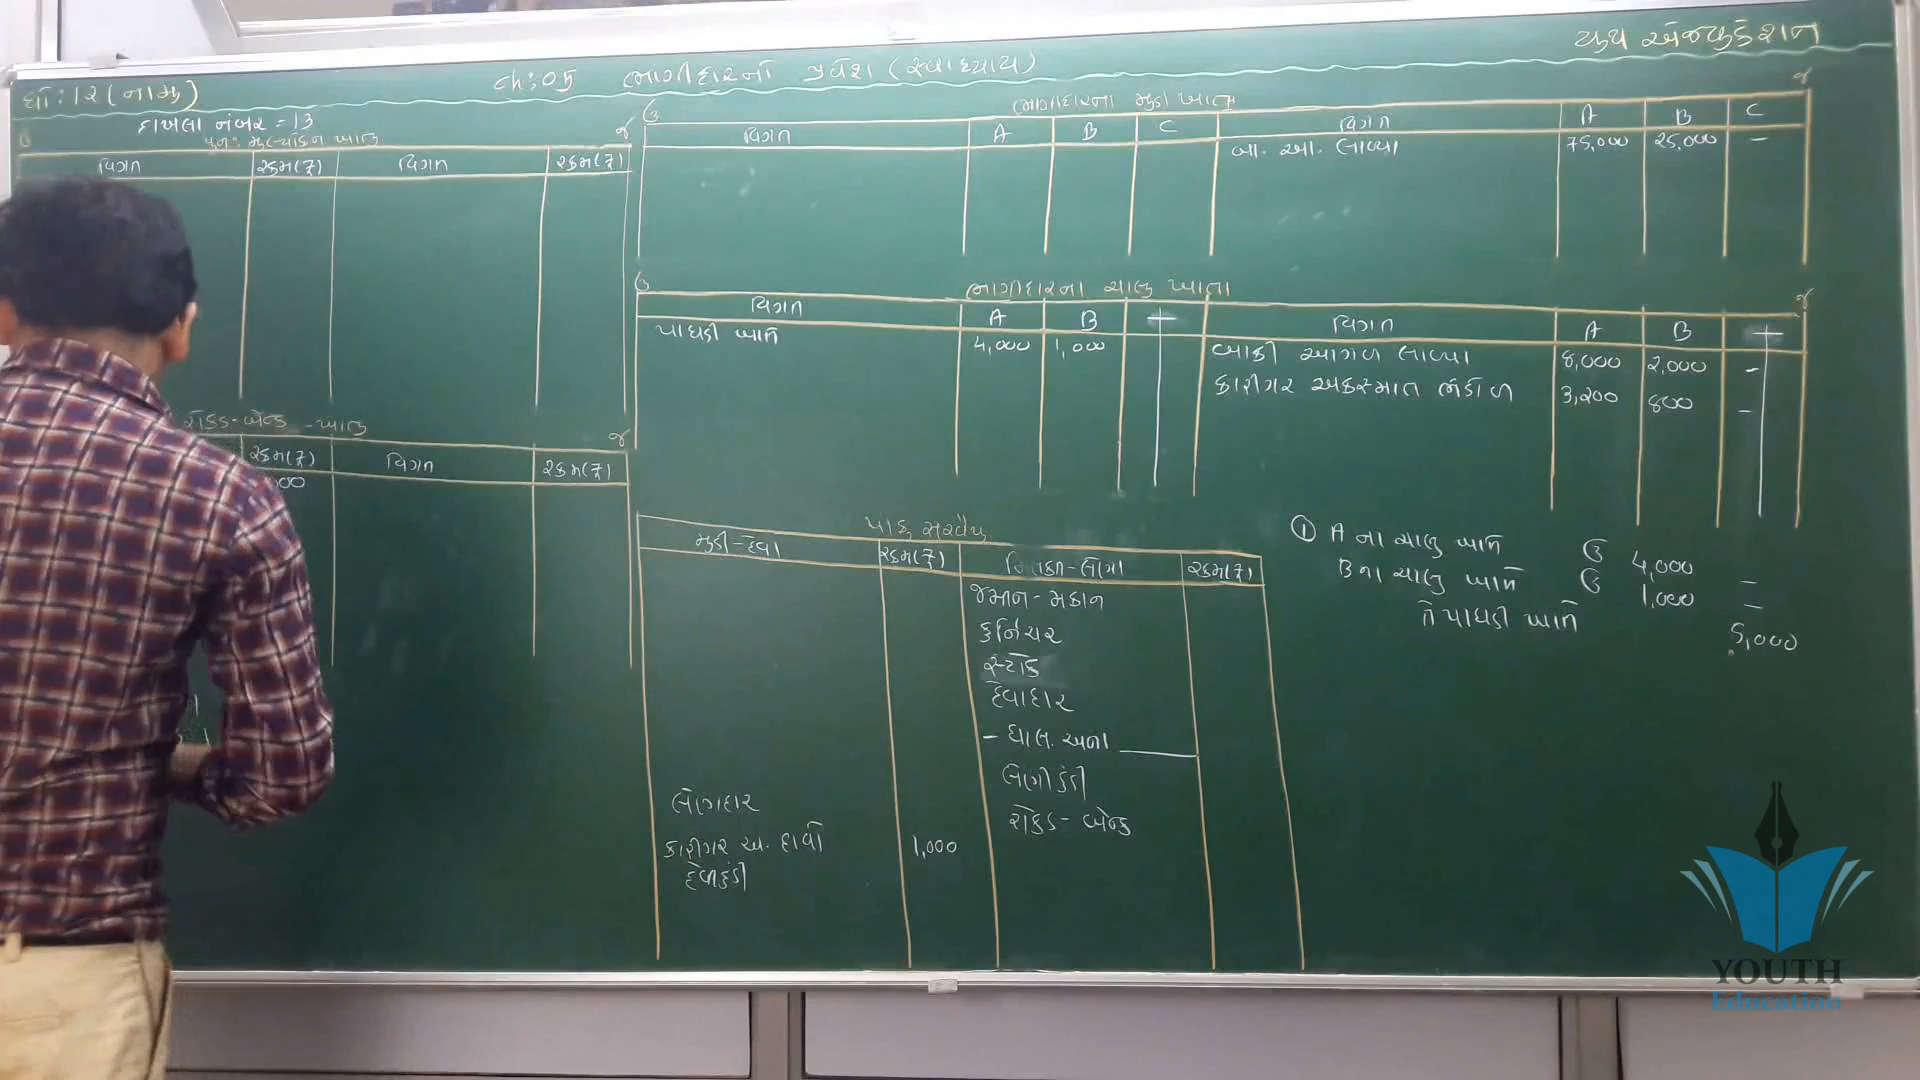 યુથ એજ્યુકેશન
ધો:12 (નામુ)
ch:05 ભાગીદારનો પ્રવેશ (સ્વાધ્યાય)
દાખલા નંબર = 13
પુનઃ મૂલ્યાંકન ખાતુ
ઉ જ
વિગત રકમ(₹) વિગત રકમ(₹)
ભાગીદારના મુડી ખાતા
ઉ જ
વિગત A B C વિગત A B C
બા. આ. લાવ્યા 75,000 25,000 –
ભાગીદારના ચાલુ ખાતા
ઉ જ
વિગત A B વિગત A B
પાઘડી ખાતે 4,000 1,000 બાકી આગળ લાવ્યા 8,000 2,000 –
કારીગર અકસ્માત ભંડોળ 3,200 800 –
રોકડ-બેન્ક ખાતુ
જ
રકમ(₹) વિગત રકમ(₹)
પાકુ સરવૈયુ
મુડી-દેવા રકમ(₹) મિલકત-લેણા રકમ(₹)
જમીન-મકાન
ફર્નિચર
સ્ટોક
દેવાદાર
- ઘાલ. અના
લેણીહુંડી
લેણદાર
રોકડ-બેન્ક
કારીગર અ. દાવો 1,000
દેવીહુંડી
① A ના ચાલુ ખાતે ઉ 4,000 –
B ના ચાલુ ખાતે ઉ 1,000 –
તે પાઘડી ખાતે 5,000
YOUTH
Education